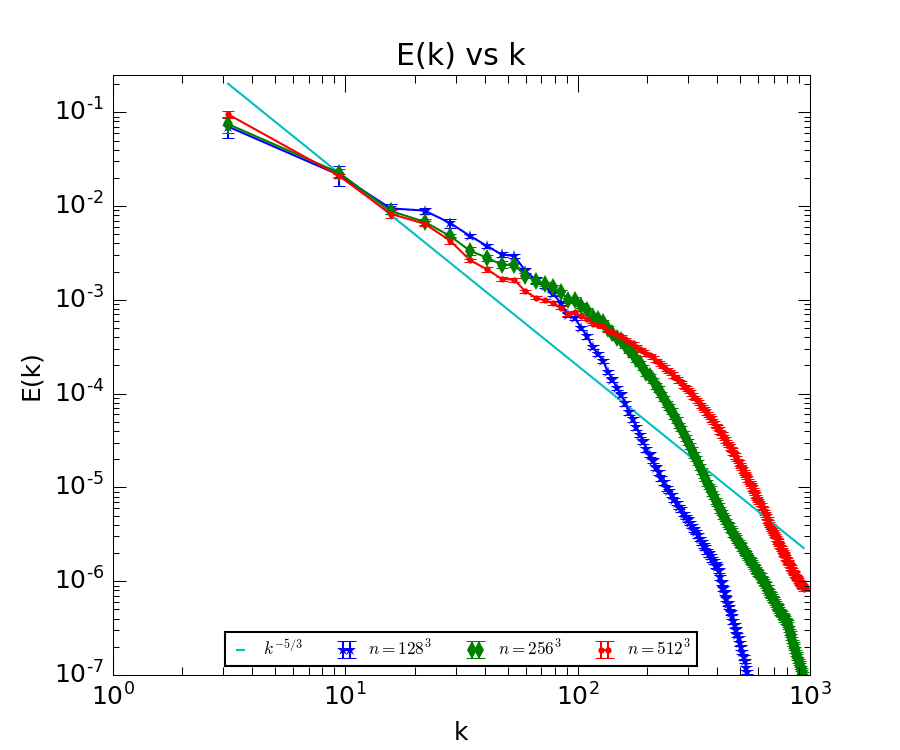 E(k) vs k
10^-1
10^-2
10^-3
10^-4
10^-5
10^-6
10^-7
E(k)
10^0 10^1 10^2 10^3
k
k^-5/3 n = 128^3 n = 256^3 n = 512^3